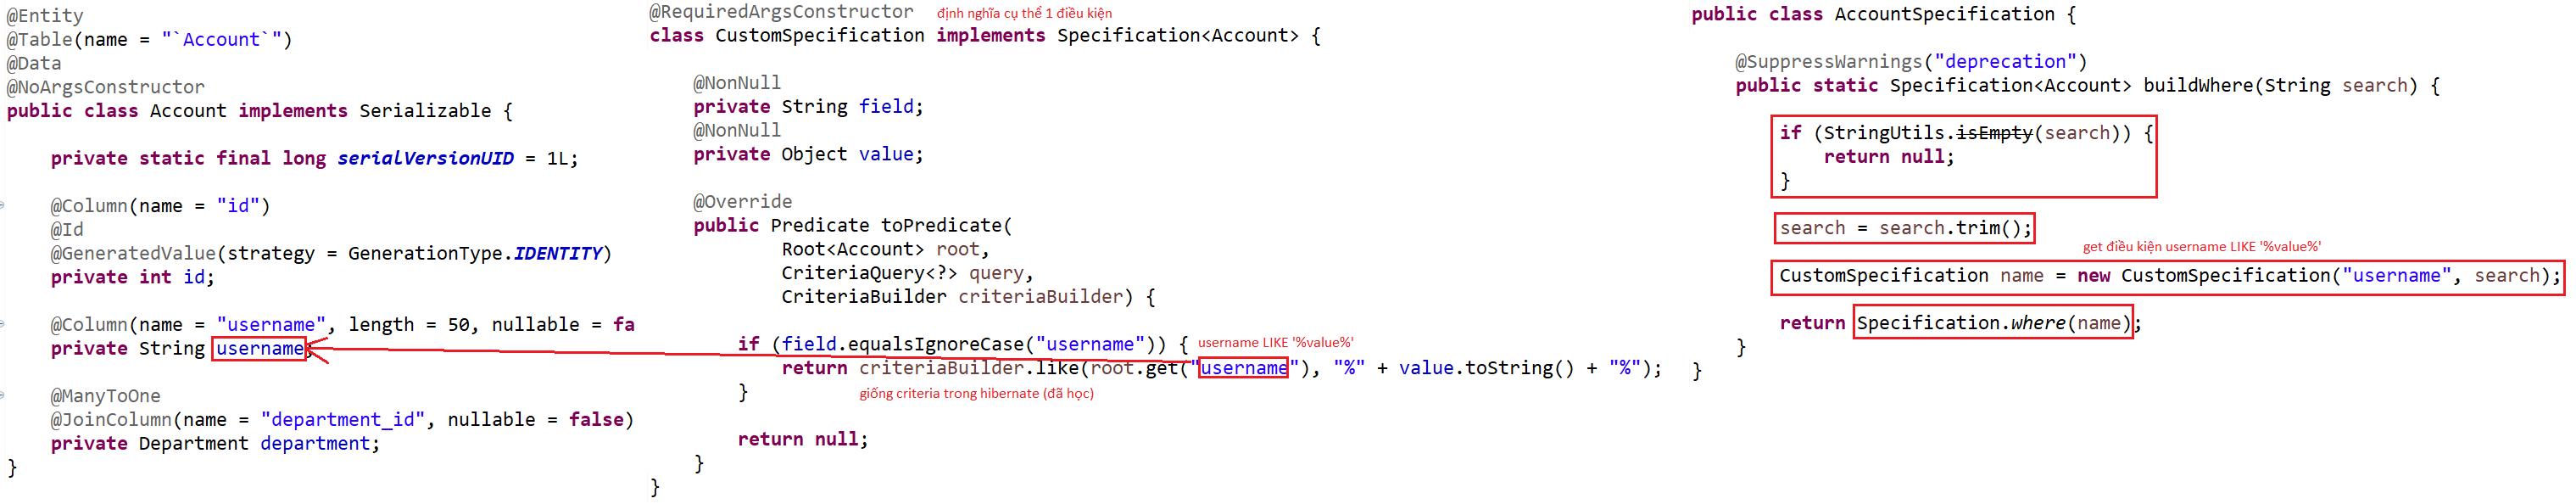 @Entity
@Table(name = "`Account`")
@Data
@NoArgsConstructor
public class Account implements Serializable {
private static final long serialVersionUID = 1L;
@Column(name = "id")
@Id
@GeneratedValue(strategy = GenerationType.IDENTITY)
private int id;
@Column(name = "username", length = 50, nullable = fa
private String username;
@ManyToOne
@JoinColumn(name = "department_id", nullable = false)
private Department department;
}
@RequiredArgsConstructor định nghĩa cụ thể 1 điều kiện
class CustomSpecification implements Specification<Account> {
@NonNull
private String field;
@NonNull
private Object value;
@Override
public Predicate toPredicate(
Root<Account> root,
CriteriaQuery<?> query,
CriteriaBuilder criteriaBuilder) {
if (field.equalsIgnoreCase("username")) { username LIKE '%value%'
return criteriaBuilder.like(root.get("username"), "%" + value.toString() + "%");
}
giống criteria trong hibernate (đã học)
return null;
}
}
public class AccountSpecification {
@SuppressWarnings("deprecation")
public static Specification<Account> buildWhere(String search) {
if (StringUtils.isEmpty(search)) {
return null;
}
search = search.trim();
get điều kiện username LIKE '%value%'
CustomSpecification name = new CustomSpecification("username", search);
return Specification.where(name);
}
}